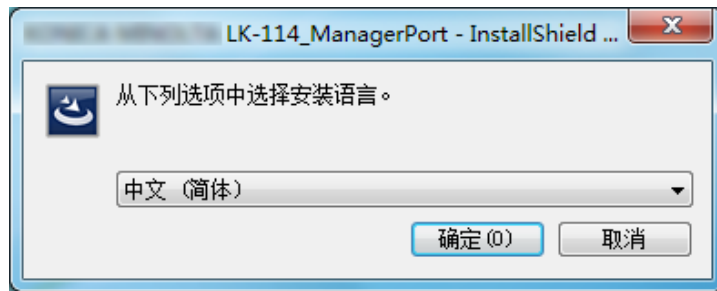 LK-114_ManagerPort - InstallShield ...
从下列选项中选择安装语言。
中文 (简体)
确定(O)
取消